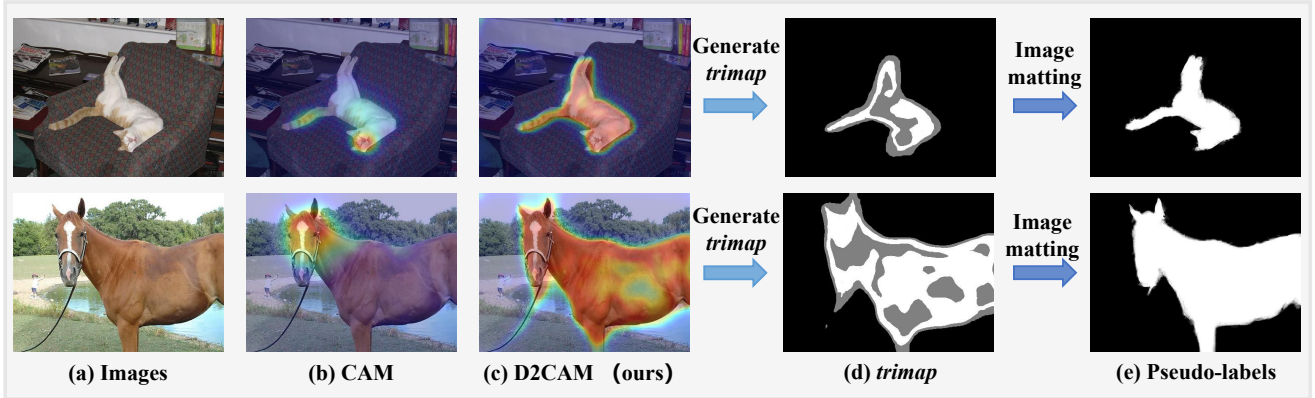 Generate
trimap
Image
matting
Generate
trimap
Image
matting
(a) Images
(b) CAM
(c) D2CAM （ours）
(d) trimap
(e) Pseudo-labels